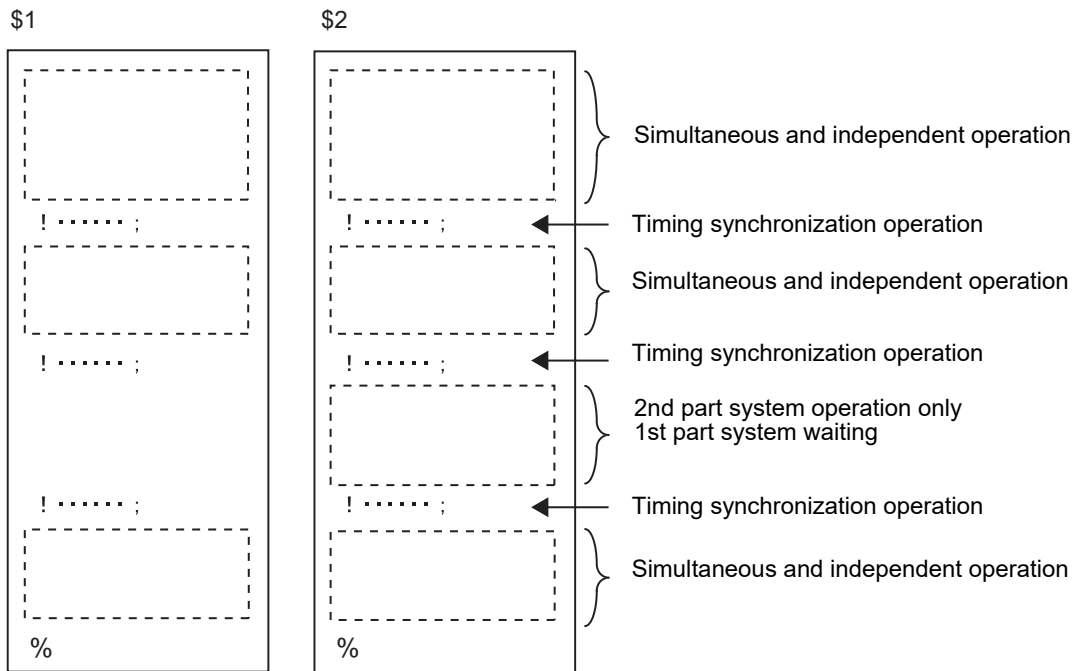 $1 $2
Simultaneous and independent operation
! ······ ; ! ······ ; Timing synchronization operation
Simultaneous and independent operation
! ······ ; ! ······ ; Timing synchronization operation
2nd part system operation only
1st part system waiting
! ······ ; ! ······ ; Timing synchronization operation
Simultaneous and independent operation
% %